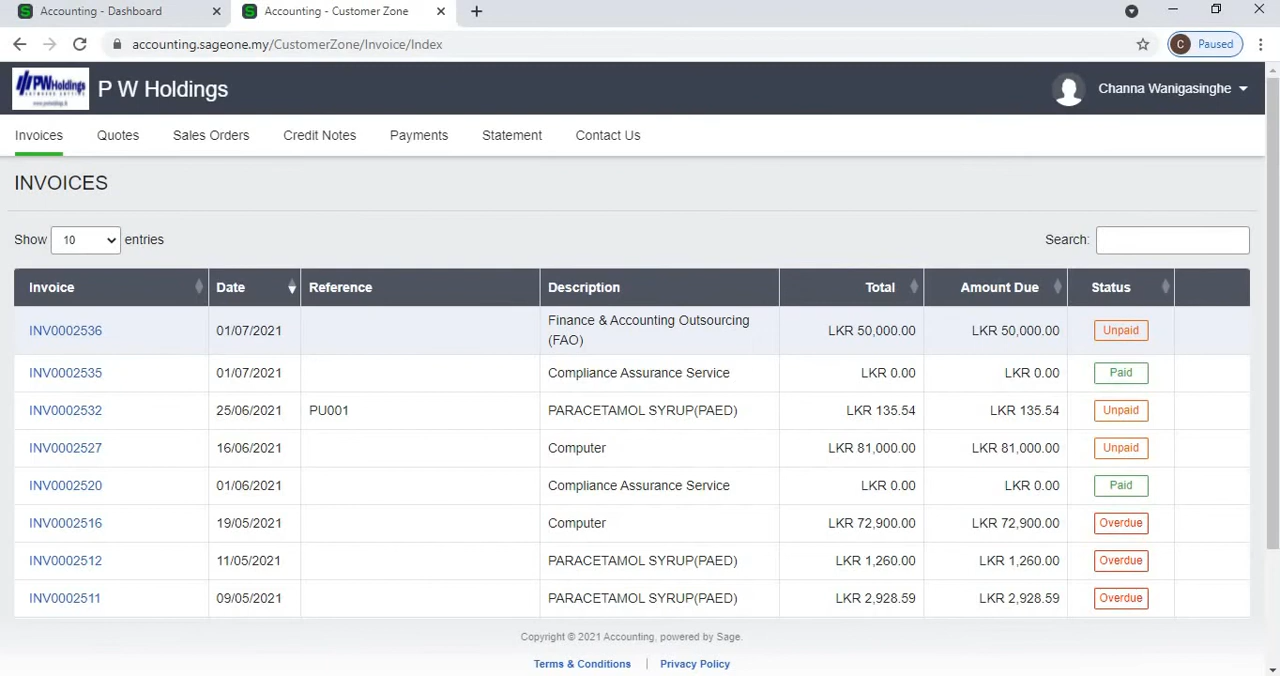 Accounting - Dashboard
Accounting - Customer Zone
accounting.sageone.my/CustomerZone/Invoice/Index
C Paused
PWHoldings
P W Holdings
Channa Wanigasinghe
Invoices Quotes Sales Orders Credit Notes Payments Statement Contact Us
INVOICES
Show 10 entries
Search:
Invoice Date Reference Description Total Amount Due Status
INV0002536 01/07/2021 Finance & Accounting Outsourcing LKR 50,000.00 LKR 50,000.00 Unpaid
(FAO)
INV0002535 01/07/2021 Compliance Assurance Service LKR 0.00 LKR 0.00 Paid
INV0002532 25/06/2021 PU001 PARACETAMOL SYRUP(PAED) LKR 135.54 LKR 135.54 Unpaid
INV0002527 16/06/2021 Computer LKR 81,000.00 LKR 81,000.00 Unpaid
INV0002520 01/06/2021 Compliance Assurance Service LKR 0.00 LKR 0.00 Paid
INV0002516 19/05/2021 Computer LKR 72,900.00 LKR 72,900.00 Overdue
INV0002512 11/05/2021 PARACETAMOL SYRUP(PAED) LKR 1,260.00 LKR 1,260.00 Overdue
INV0002511 09/05/2021 PARACETAMOL SYRUP(PAED) LKR 2,928.59 LKR 2,928.59 Overdue
Copyright © 2021 Accounting, powered by Sage.
Terms & Conditions | Privacy Policy